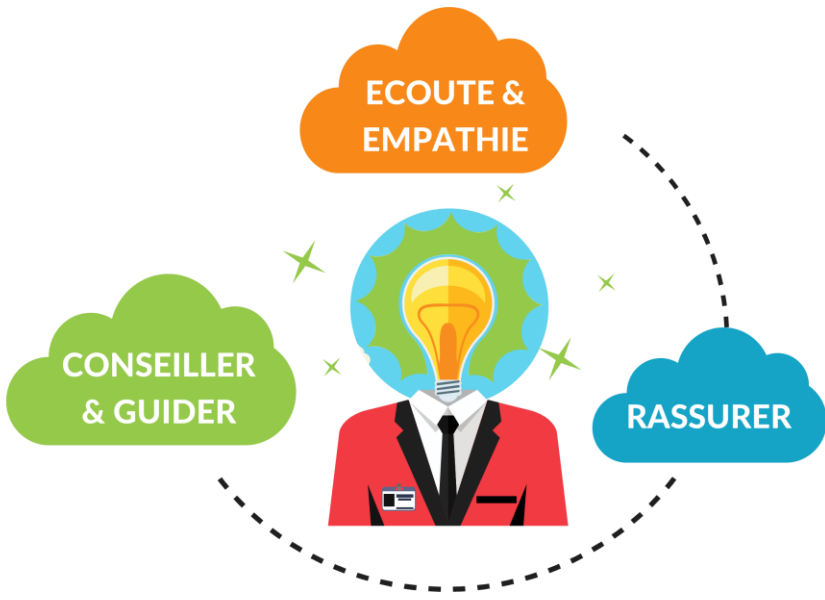 ECOUTE &
EMPATHIE
CONSEILLER
& GUIDER
RASSURER